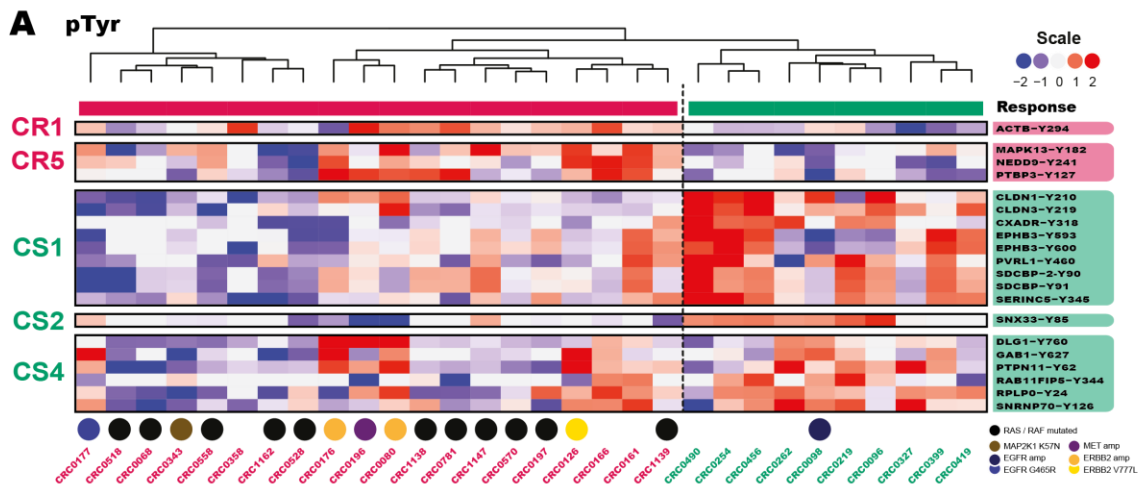 A pTyr
Scale
-2 -1 0 1 2
Response
CR1
ACTB-Y294
CR5
MAPK13-Y182
NEDD9-Y241
PTBP3-Y127
CS1
CLDN1-Y210
CLDN3-Y219
CXADR-Y318
EPHB3-Y593
EPHB3-Y600
PVRL1-Y460
SDCBP-2-Y90
SDCBP-Y91
SERINC5-Y345
CS2
SNX33-Y85
CS4
DLG1-Y760
GAB1-Y627
PTPN11-Y62
RAB11FIP5-Y344
RPLP0-Y24
SNRNP70-Y126
CRC0177
CRC0518
CRC0068
CRC0343
CRC0558
CRC0358
CRC1162
CRC0528
CRC0176
CRC0196
CRC0080
CRC1138
CRC0781
CRC1147
CRC0570
CRC0197
CRC0126
CRC0166
CRC0161
CRC1139
CRC0490
CRC0254
CRC0456
CRC0262
CRC0098
CRC0219
CRC0096
CRC0327
CRC0399
CRC0419
RAS / RAF mutated
MAP2K1 K57N
MET amp
EGFR amp
ERBB2 amp
EGFR G465R
ERBB2 V777L